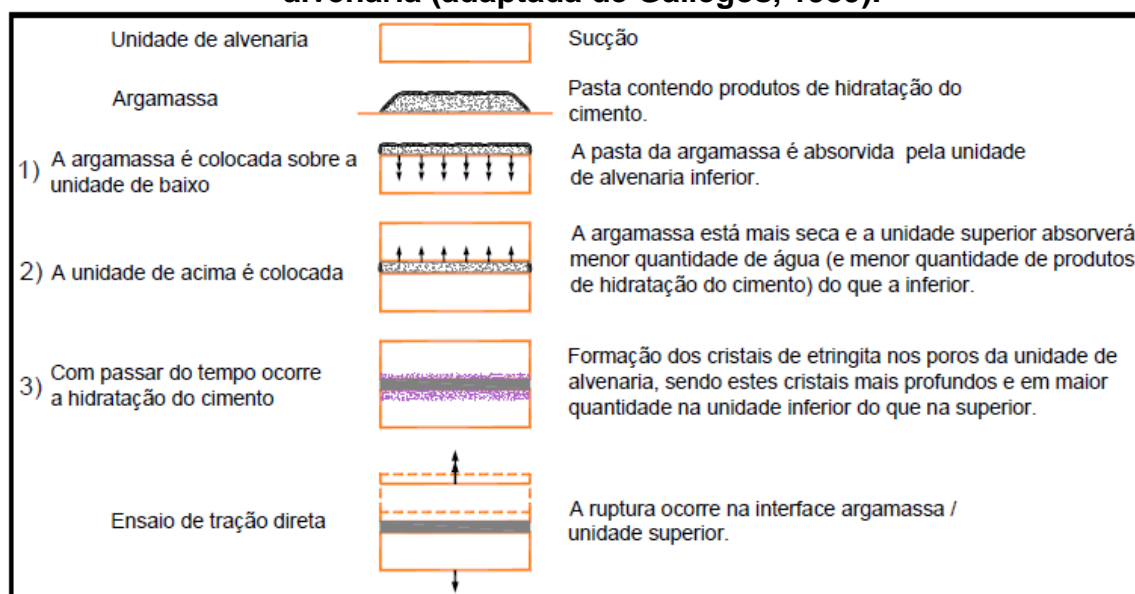 alvenaria (adaptada de Gallegos,
Unidade de alvenaria
Sucção
Argamassa
Pasta contendo produtos de hidratação do
cimento.
1) A argamassa é colocada sobre a
unidade de baixo
A pasta da argamassa é absorvida pela unidade
de alvenaria inferior.
2) A unidade de acima é colocada
A argamassa está mais seca e a unidade superior absorverá
menor quantidade de água (e menor quantidade de produtos
de hidratação do cimento) do que a inferior.
3) Com passar do tempo ocorre
a hidratação do cimento
Formação dos cristais de etringita nos poros da unidade de
alvenaria, sendo estes cristais mais profundos e em maior
quantidade na unidade inferior do que na superior.
Ensaio de tração direta
A ruptura ocorre na interface argamassa /
unidade superior.